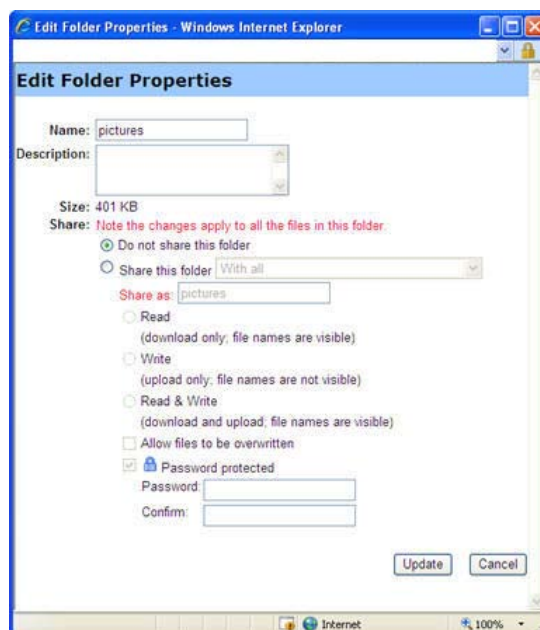 Edit Folder Properties - Windows Internet Explorer
Edit Folder Properties
Name: pictures
Description:
Size: 401 KB
Share: Note the changes apply to all the files in this folder.
Do not share this folder
Share this folder With all
Share as: pictures
Read
(download only; file names are visible)
Write
(upload only; file names are not visible)
Read & Write
(download and upload; file names are visible)
Allow files to be overwritten
Password protected
Password:
Confirm:
Update Cancel
Internet 100%